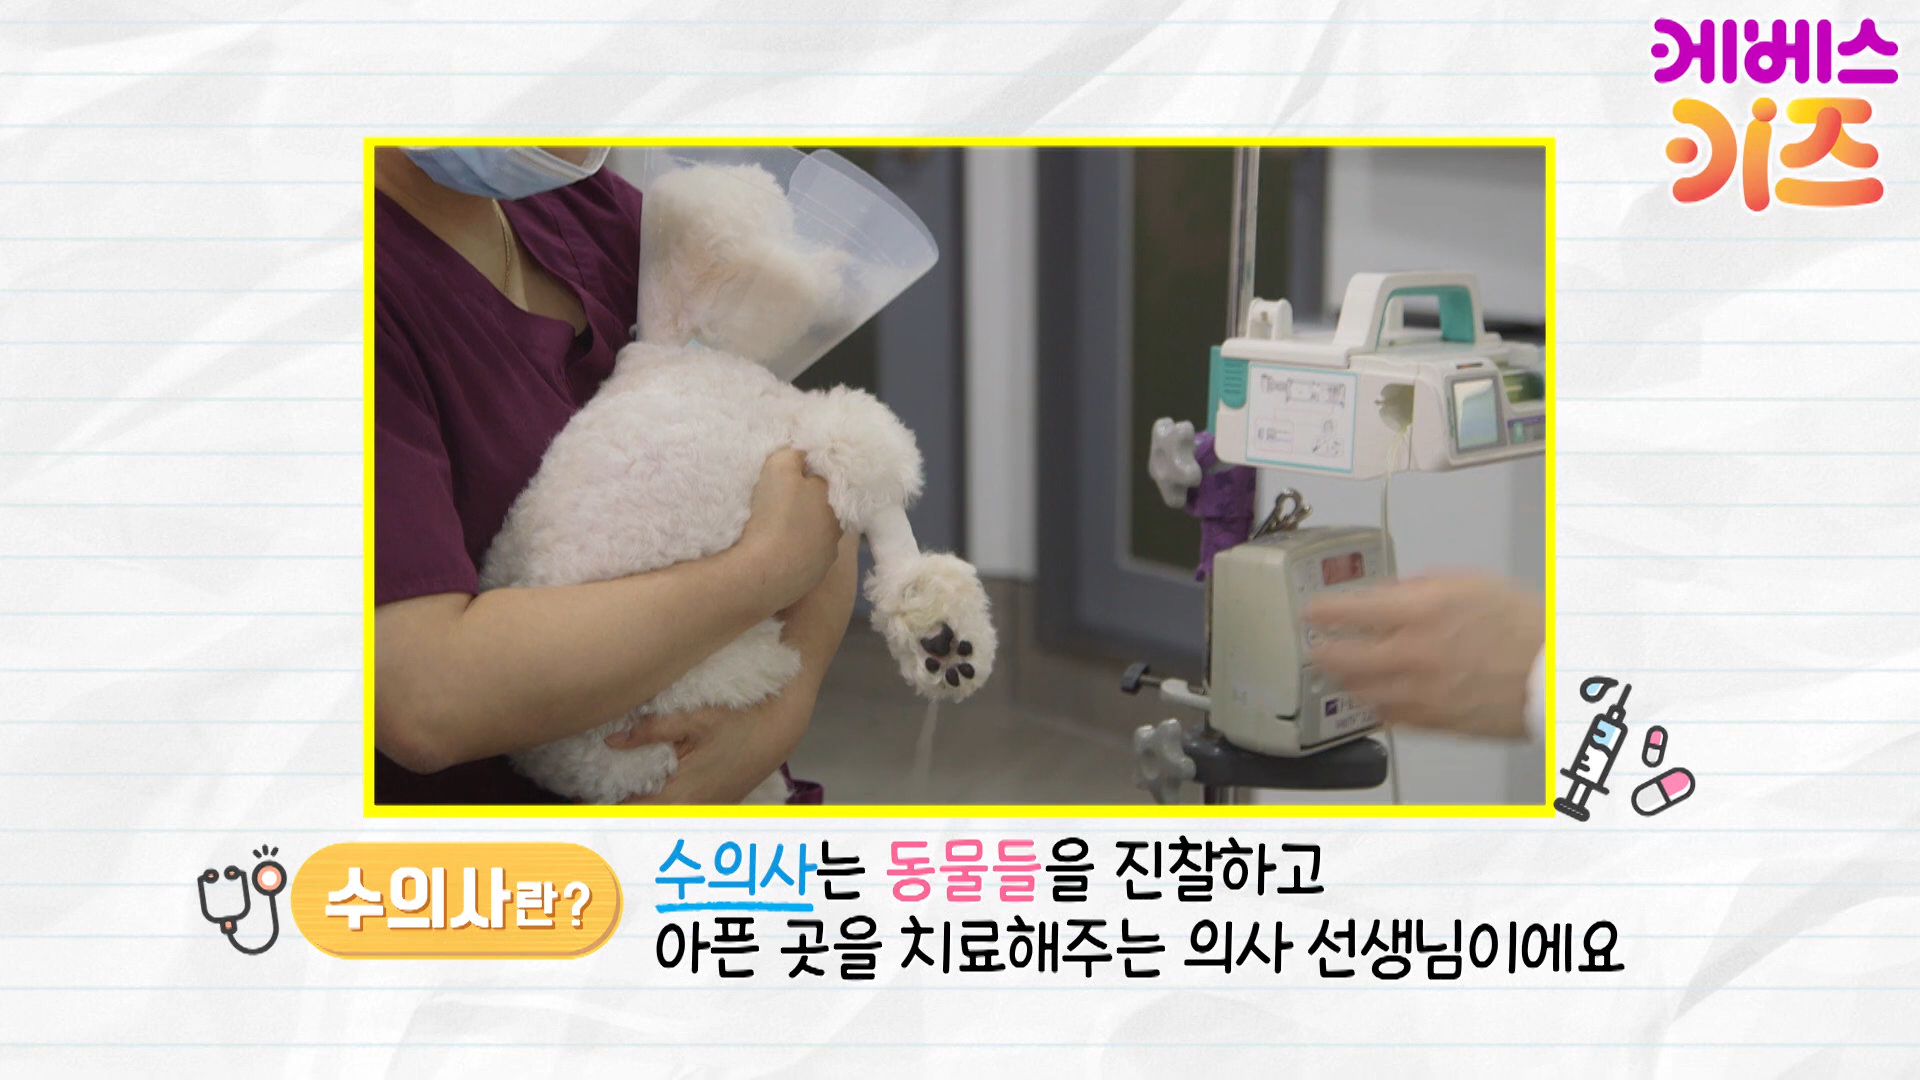 케베스
키즈
수의사란?
수의사는 동물들을 진찰하고
아픈 곳을 치료해주는 의사 선생님이에요